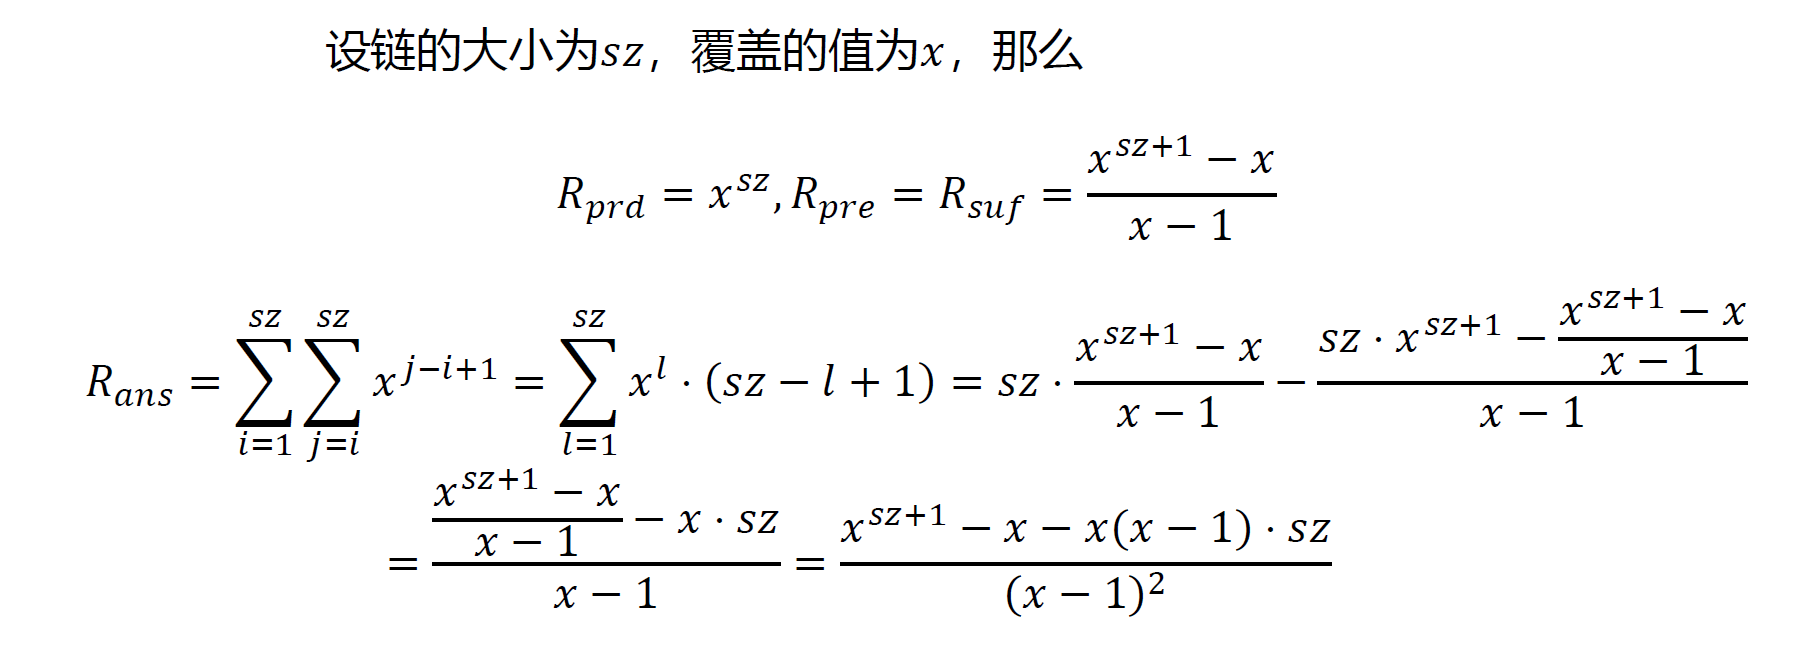 设链的大小为$sz$，覆盖的值为$x$，那么
$R_{prd} = x^{sz}, R_{pre} = R_{suf} = \frac{x^{sz+1} - x}{x - 1}$
$R_{ans} = \sum_{i=1}^{sz} \sum_{j=i}^{sz} x^{j-i+1} = \sum_{l=1}^{sz} x^l \cdot (sz - l + 1) = sz \cdot \frac{x^{sz+1} - x}{x - 1} - \frac{sz \cdot x^{sz+1} - \frac{x^{sz+1} - x}{x - 1}}{x - 1}$
$= \frac{\frac{x^{sz+1} - x}{x - 1} - x \cdot sz}{x - 1} = \frac{x^{sz+1} - x - x(x - 1) \cdot sz}{(x - 1)^2}$